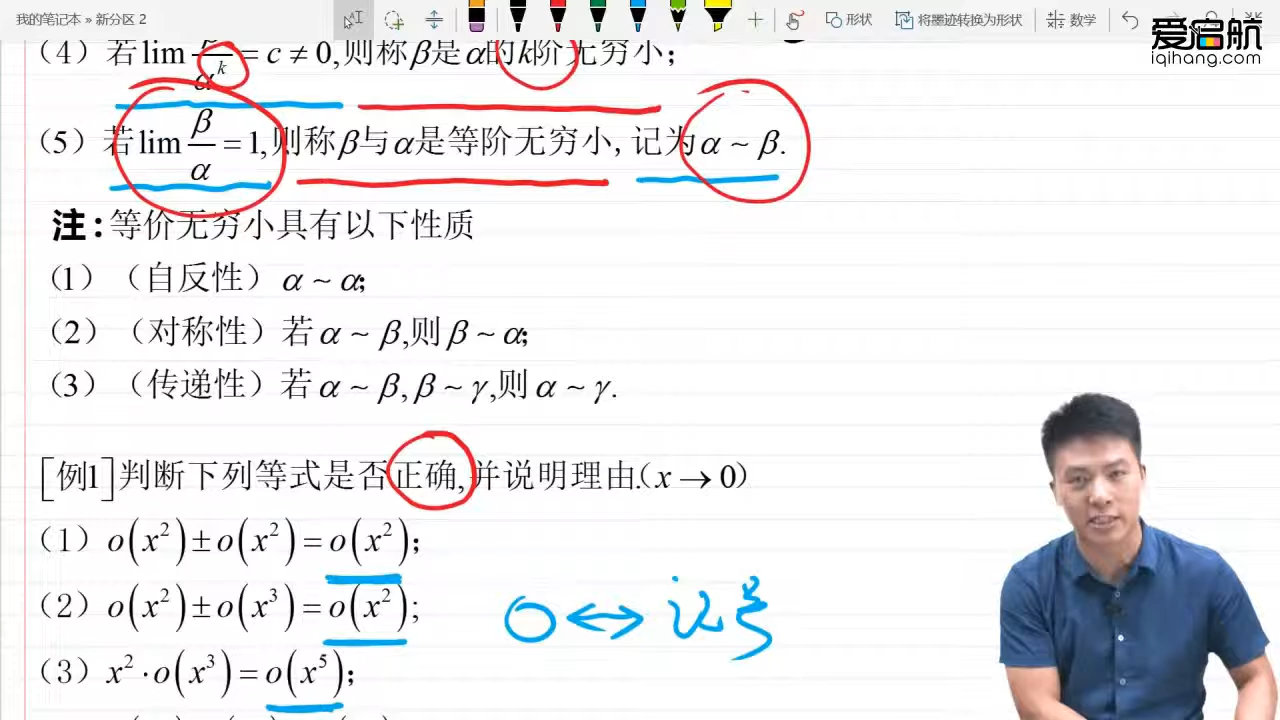 我的笔记本 » 新分区 2
形状 将墨迹转换为形状 数学
爱启航
iqihang.com
(4) 若 lim β/α^k = c ≠ 0,则称β是α的k阶无穷小;
(5) 若 lim β/α = 1,则称β与α是等阶无穷小, 记为 α ~ β.
注:等价无穷小具有以下性质
(1) (自反性) α ~ α;
(2) (对称性) 若 α ~ β,则 β ~ α;
(3) (传递性) 若 α ~ β, β ~ γ,则 α ~ γ.
[例1]判断下列等式是否正确,并说明理由.(x → 0)
(1) o(x²) ± o(x²) = o(x²);
(2) o(x²) ± o(x³) = o(x²);
O ↔ 记号
(3) x² · o(x³) = o(x⁵);